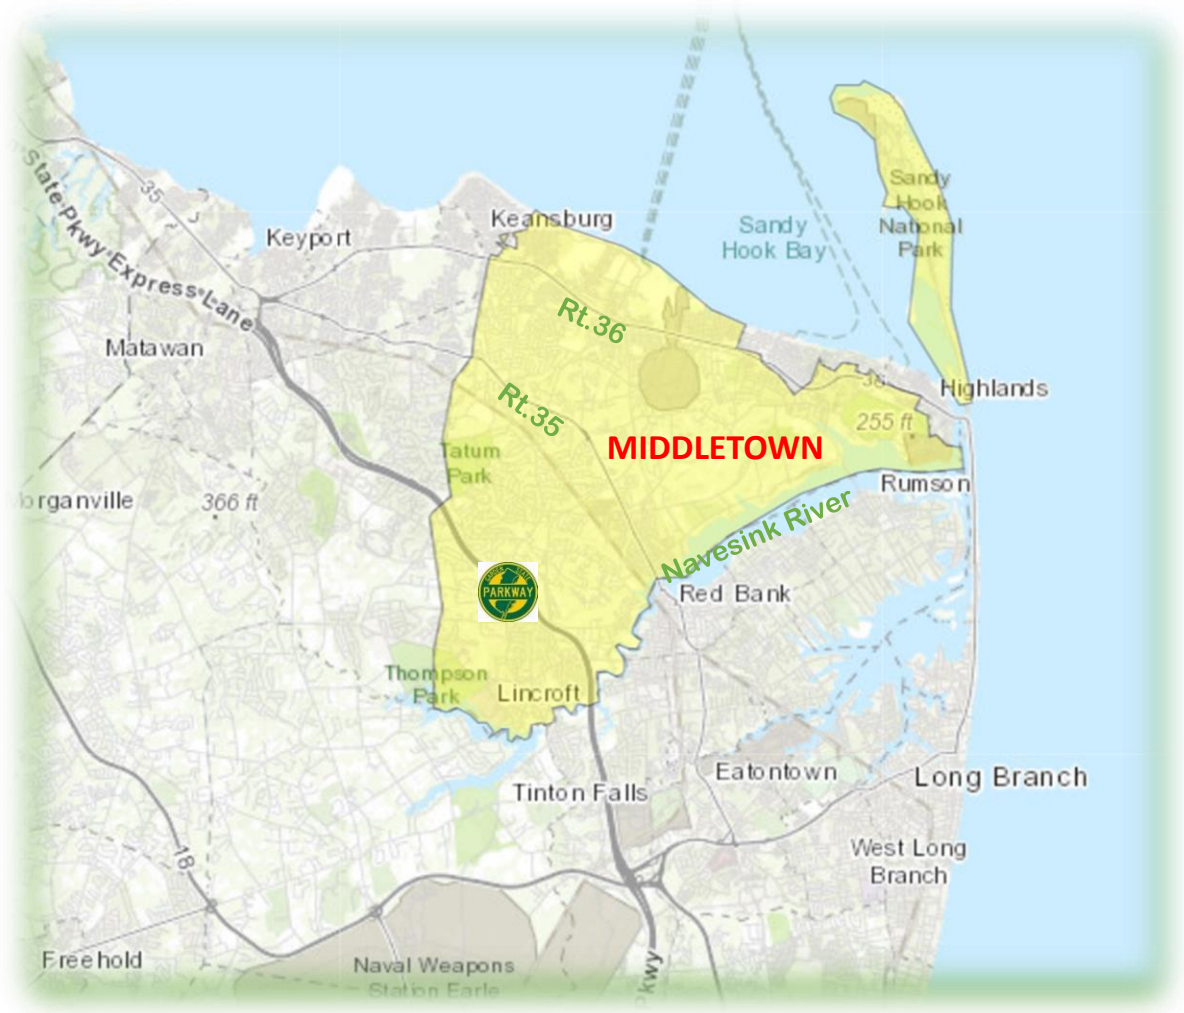 Sandy
Hook
National
Park
Keansburg
Sandy
Hook Bay
Keyport
35
State Pkwy Express Lane
Rt.36
Matawan
36
Highlands
Rt.35
255 ft
MIDDLETOWN
Tatum
Park
Rumson
366 ft
Navesink River
PARKWAY
Red Bank
Thompson
Park
Lincroft
Eatontown
Long Branch
Tinton Falls
18
West Long
Branch
Freehold
Naval Weapons
Station Earle
Pkwy